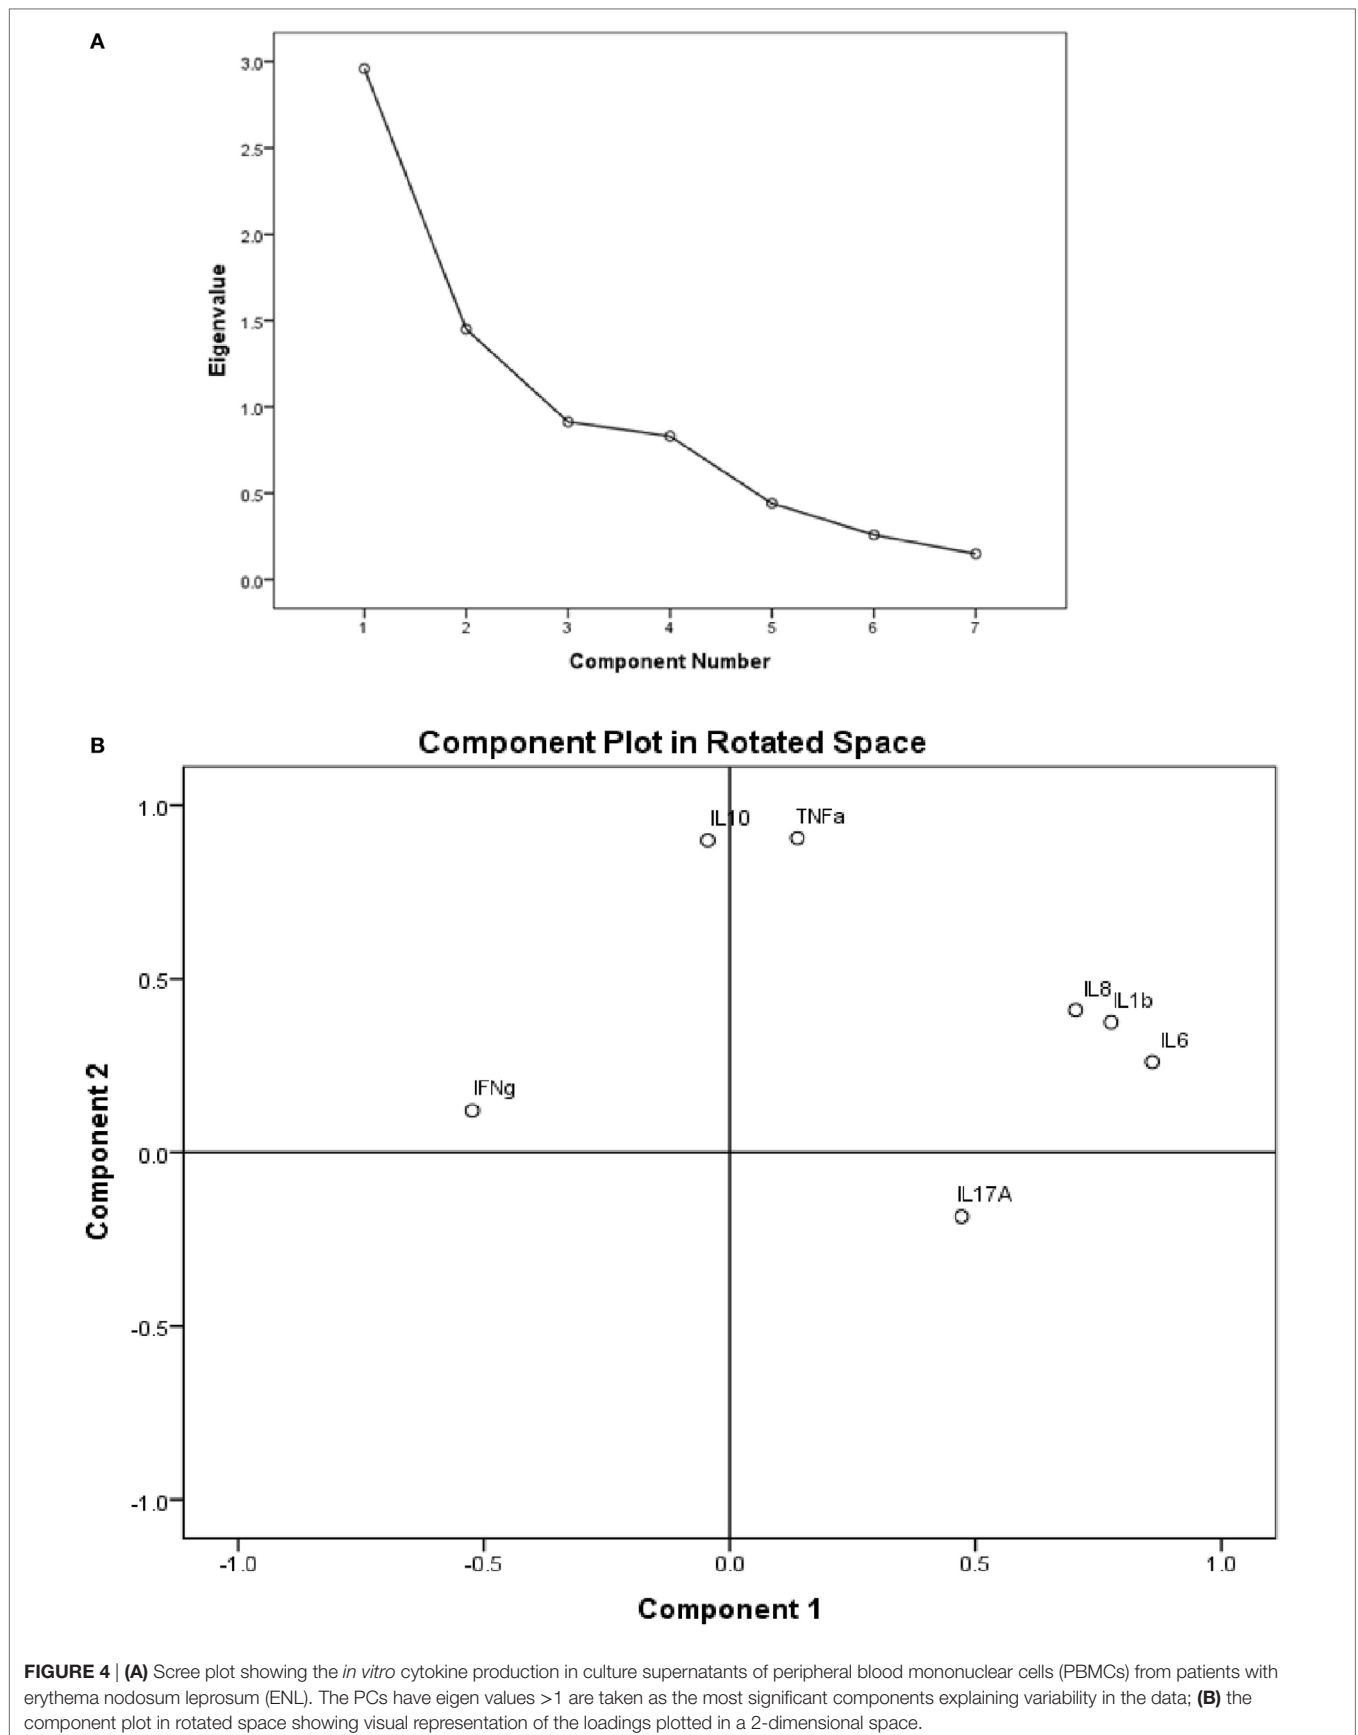 A
3.0
2.5
2.0
1.5
1.0
0.5
0.0
Eigenvalue
1 2 3 4 5 6 7
Component Number
B
Component Plot in Rotated Space
1.0
0.5
0.0
-0.5
-1.0
Component 2
IL10
TNFa
IL8
IL1b
IL6
IFNg
IL17A
-1.0 -0.5 0.0 0.5 1.0
Component 1
FIGURE 4 | (A) Scree plot showing the in vitro cytokine production in culture supernatants of peripheral blood mononuclear cells (PBMCs) from patients with
erythema nodosum leprosum (ENL). The PCs have eigen values >1 are taken as the most significant components explaining variability in the data; (B) the
component plot in rotated space showing visual representation of the loadings plotted in a 2-dimensional space.